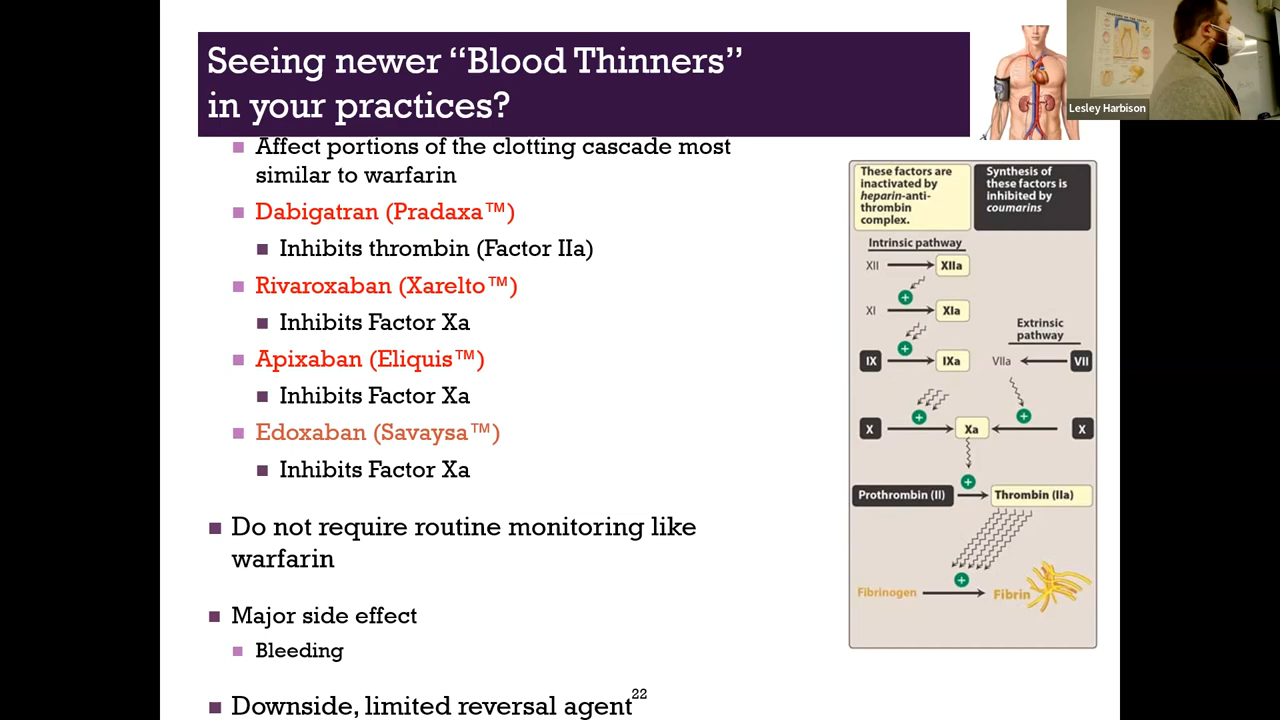 Seeing newer “Blood Thinners”
in your practices?
Lesley Harbison
Affect portions of the clotting cascade most
similar to warfarin
Dabigatran (Pradaxa™)
Inhibits thrombin (Factor IIa)
Rivaroxaban (Xarelto™)
Inhibits Factor Xa
Apixaban (Eliquis™)
Inhibits Factor Xa
Edoxaban (Savaysa™)
Inhibits Factor Xa
Do not require routine monitoring like
warfarin
Major side effect
Bleeding
Downside, limited reversal agent
22
These factors are
inactivated by
heparin-anti-
thrombin
complex.
Synthesis of
these factors is
inhibited by
coumarins
Intrinsic pathway
XII XIIa
+
XI XIa
+
Extrinsic
pathway
IX IXa VIIa VII
+ +
X Xa X
+
Prothrombin (II) Thrombin (IIa)
+
Fibrinogen Fibrin